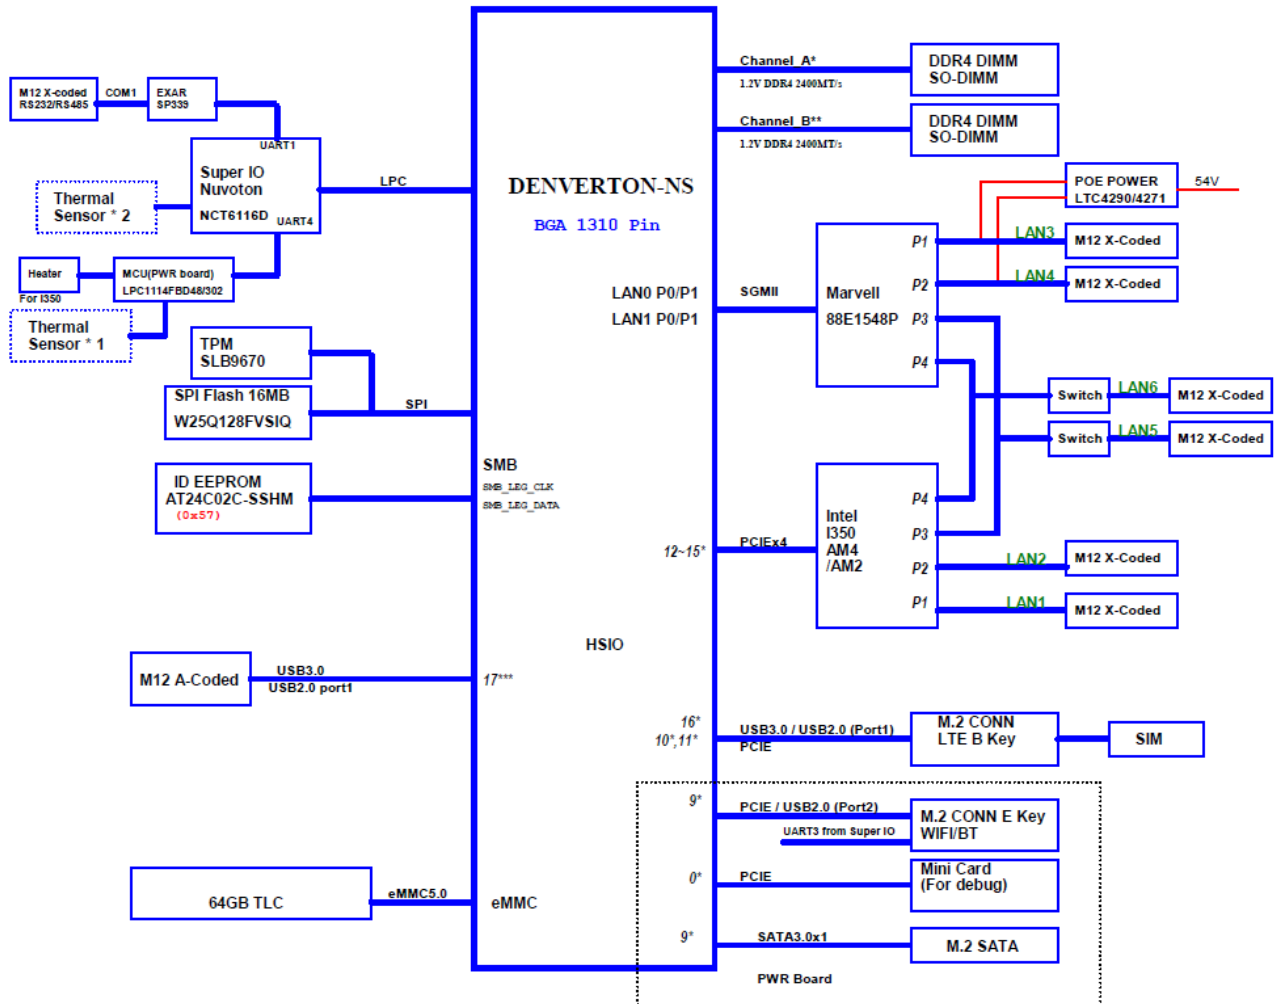 M12 X-coded
RS232/RS485
COM1
EXAR
SP339
UART1
Super IO
Nuvoton
NCT6116D
UART4
LPC
Thermal
Sensor * 2
Heater
For I350
MCU(PWR board)
LPC1114FBD48/302
Thermal
Sensor * 1
TPM
SLB9670
SPI Flash 16MB
W25Q128FVSIQ
SPI
ID EEPROM
AT24C02C-SSHM
(0x57)
M12 A-Coded
USB3.0
USB2.0 port1
64GB TLC
eMMC5.0
DENVERTON-NS
BGA 1310 Pin
LAN0 P0/P1
LAN1 P0/P1
SMB
SMB_LEG_CLK
SMB_LEG_DATA
12~15*
HSIO
17***
16*
10*,11*
9*
0*
eMMC
9*
Channel_A*
1.2V DDR4 2400MT/s
DDR4 DIMM
SO-DIMM
Channel_B**
1.2V DDR4 2400MT/s
DDR4 DIMM
SO-DIMM
POE POWER
LTC4290/4271
54V
SGMII
Marvell
88E1548P
P1
P2
P3
P4
LAN3
M12 X-Coded
LAN4
M12 X-Coded
Switch
LAN6
M12 X-Coded
Switch
LAN5
M12 X-Coded
PCIEx4
Intel
I350
AM4
/AM2
P4
P3
P2
P1
LAN2
M12 X-Coded
LAN1
M12 X-Coded
USB3.0 / USB2.0 (Port1)
PCIE
M.2 CONN
LTE B Key
SIM
PCIE / USB2.0 (Port2)
UART3 from Super IO
M.2 CONN E Key
WIFI/BT
PCIE
Mini Card
(For debug)
SATA3.0x1
M.2 SATA
PWR Board